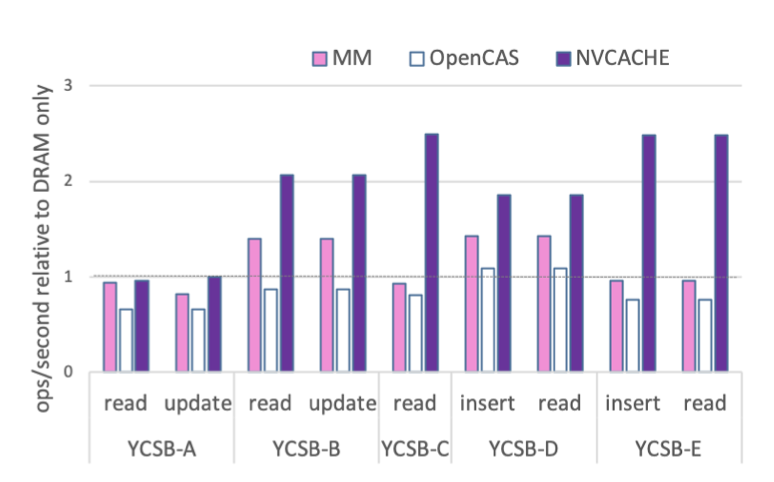 MM OpenCAS NVCACHE
ops/second relative to DRAM only
3
2
1
0
read update read update read insert read insert read
YCSB-A YCSB-B YCSB-C YCSB-D YCSB-E